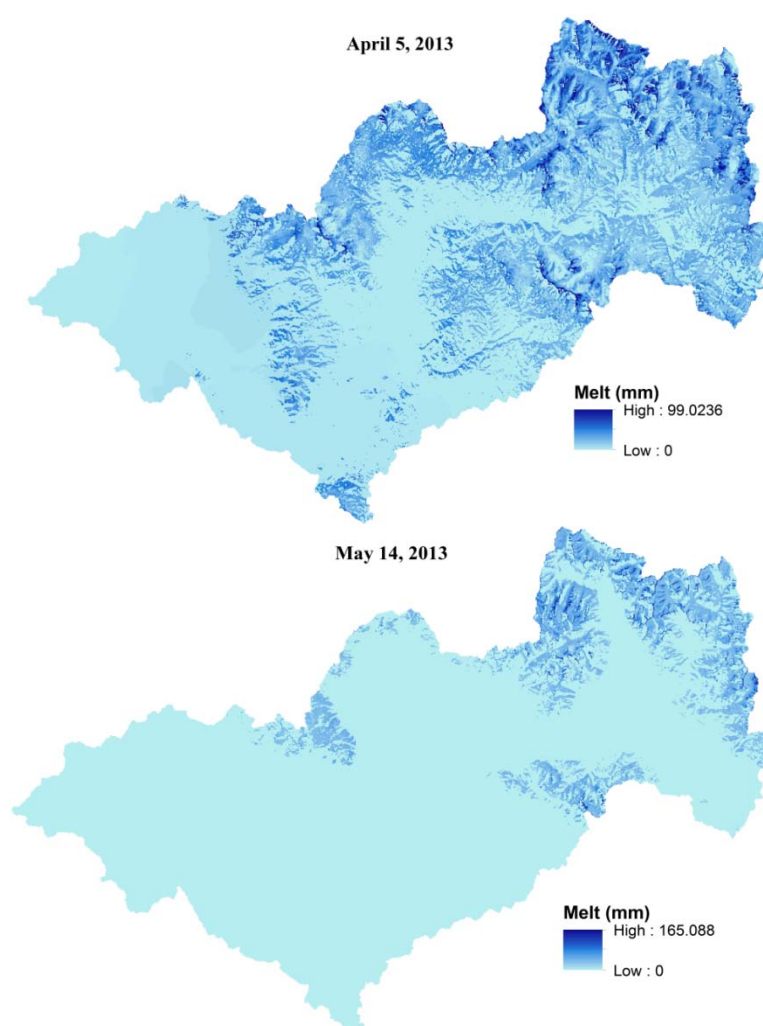 April 5, 2013
Melt (mm)
High : 99.0236
Low : 0
May 14, 2013
Melt (mm)
High : 165.088
Low : 0